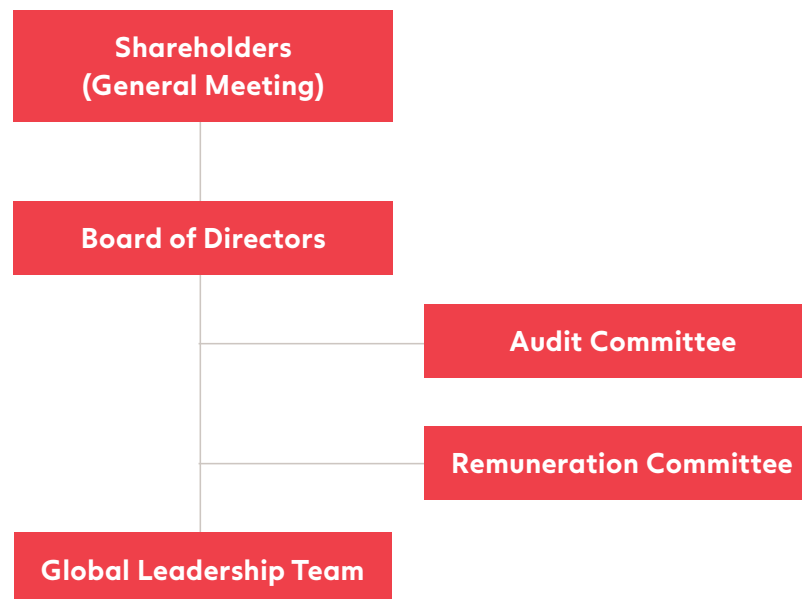 Shareholders
(General Meeting)
Board of Directors
Audit Committee
Remuneration Committee
Global Leadership Team